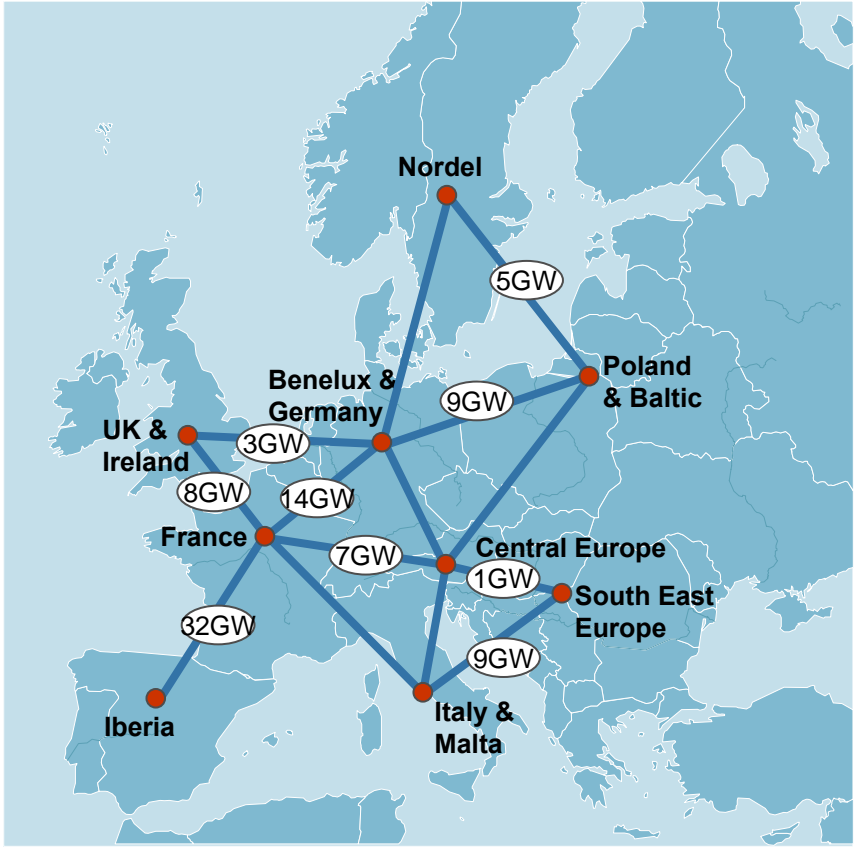 Nordel
5GW
Poland
& Baltic
Benelux &
Germany
9GW
UK &
Ireland
3GW
8GW
14GW
France
7GW
Central Europe
1GW
South East
Europe
32GW
9GW
Iberia
Italy &
Malta